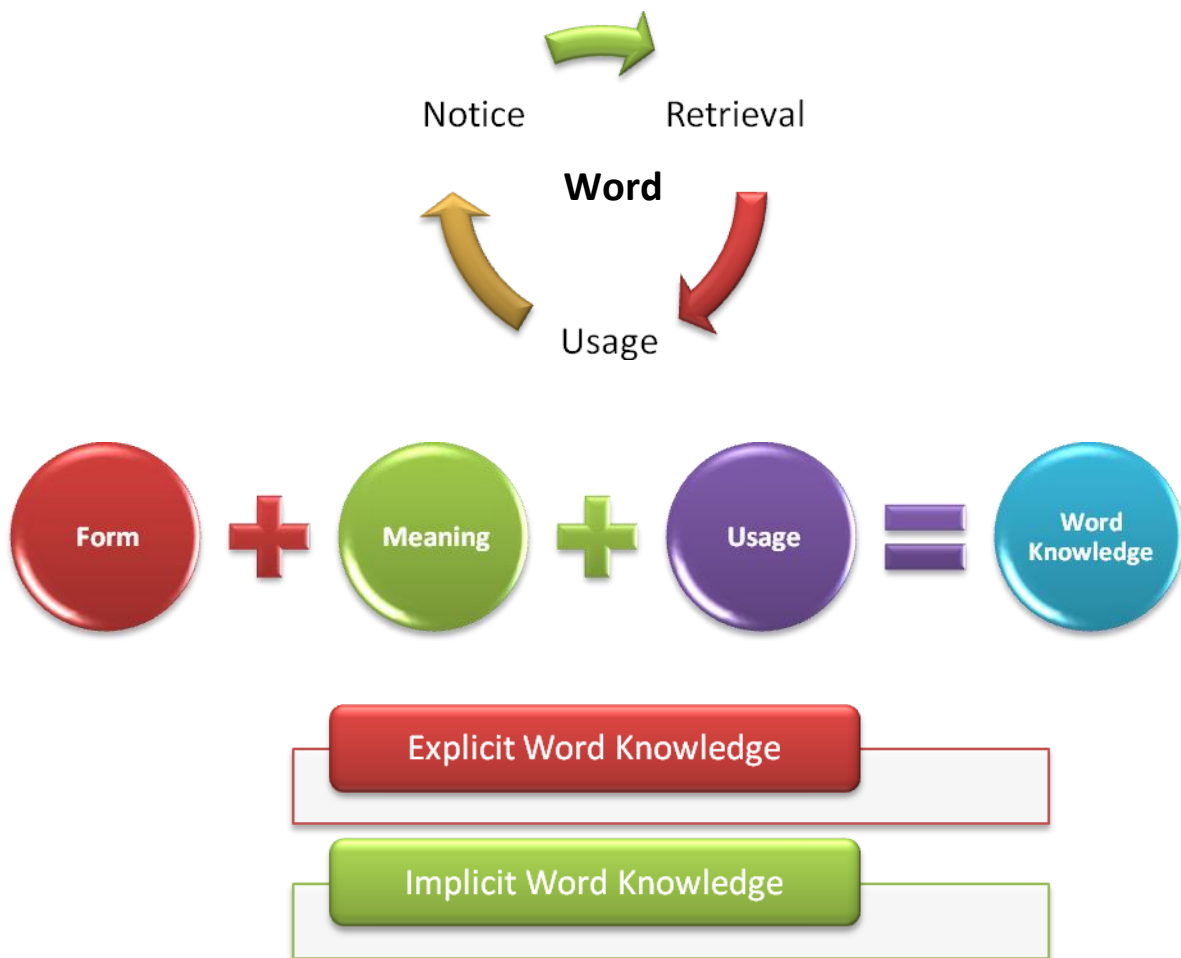 Notice
Retrieval
Word
Usage
Form
Meaning
Usage
Word
Knowledge
Explicit Word Knowledge
Implicit Word Knowledge